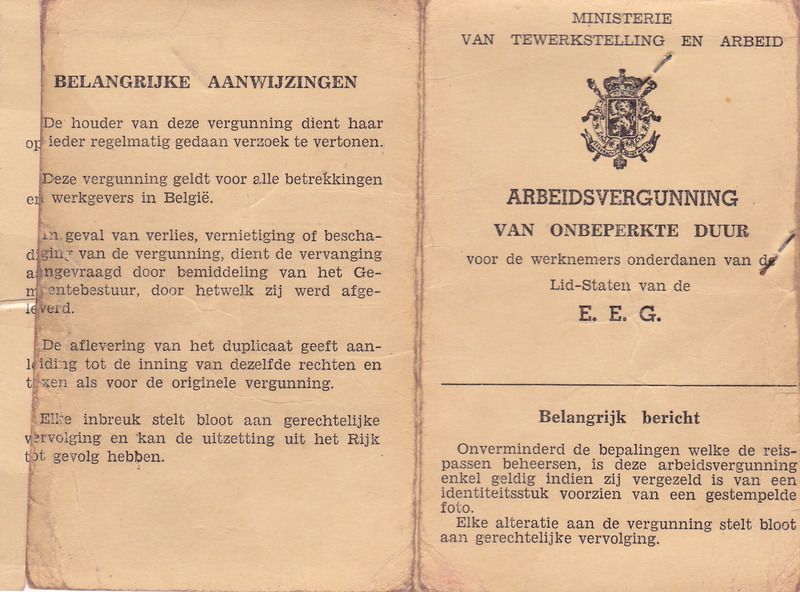 BELANGRIJKE AANWIJZINGEN
De houder van deze vergunning dient haar
op ieder regelmatig gedaan verzoek te vertonen.
Deze vergunning geldt voor alle betrekkingen
en werkgevers in België.
In geval van verlies, vernietiging of bescha-
diging van de vergunning, dient de vervanging
aangevraagd door bemiddeling van het Ge-
meentebestuur, door hetwelk zij werd afge-
leverd.
De aflevering van het duplicaat geeft aan-
leiding tot de inning van dezelfde rechten en
taxen als voor de originele vergunning.
Elke inbreuk stelt bloot aan gerechtelijke
vervolging en kan de uitzetting uit het Rijk
tot gevolg hebben.
MINISTERIE
VAN TEWERKSTELLING EN ARBEID
ARBEIDSVERGUNNING
VAN ONBEPERKTE DUUR
voor de werknemers onderdanen van de
Lid-Staten van de
E. E. G.
Belangrijk bericht
Onverminderd de bepalingen welke de reis-
passen beheersen, is deze arbeidsvergunning
enkel geldig indien zij vergezeld is van een
identiteitsstuk voorzien van een gestempelde
foto.
Elke alteratie aan de vergunning stelt bloot
aan gerechtelijke vervolging.